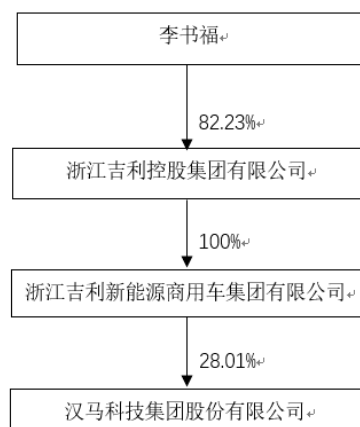 李书福
82.23%
浙江吉利控股集团有限公司
100%
浙江吉利新能源商用车集团有限公司
28.01%
汉马科技集团股份有限公司